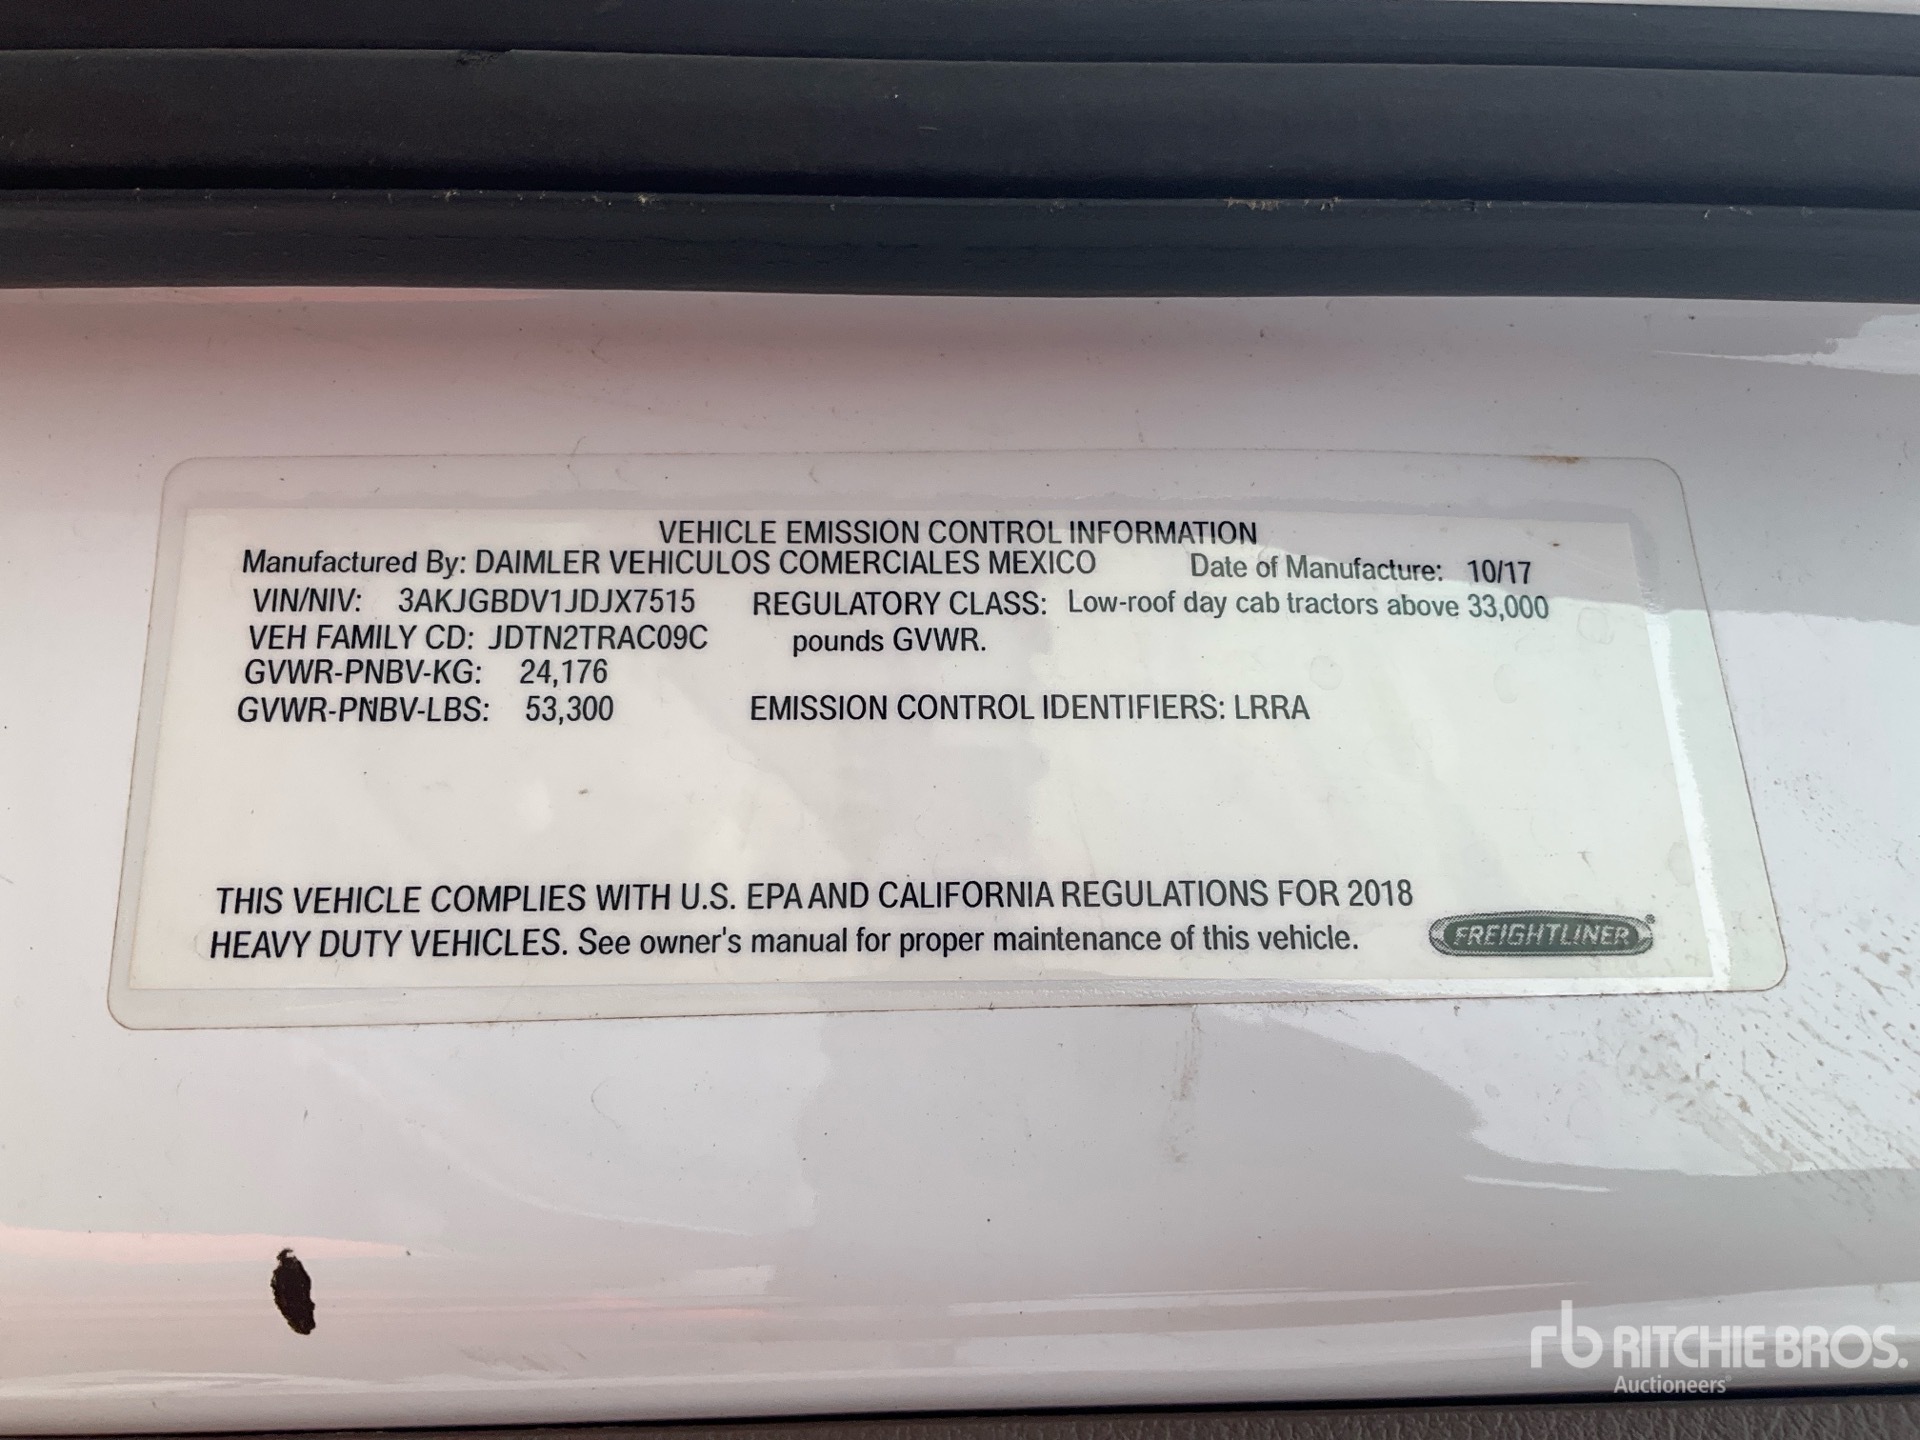 VEHICLE EMISSION CONTROL INFORMATION
Manufactured By: DAIMLER VEHICULOS COMERCIALES MEXICO Date of Manufacture: 10/17
VIN/NIV: 3AKJGBDV1JDJX7515 REGULATORY CLASS: Low-roof day cab tractors above 33,000
VEH FAMILY CD: JDTN2TRAC09C pounds GVWR.
GVWR-PNBV-KG: 24,176
GVWR-PNBV-LBS: 53,300 EMISSION CONTROL IDENTIFIERS: LRRA
THIS VEHICLE COMPLIES WITH U.S. EPA AND CALIFORNIA REGULATIONS FOR 2018
HEAVY DUTY VEHICLES. See owner's manual for proper maintenance of this vehicle.
FREIGHTLINER®
rb RITCHIE BROS.
Auctioneers®